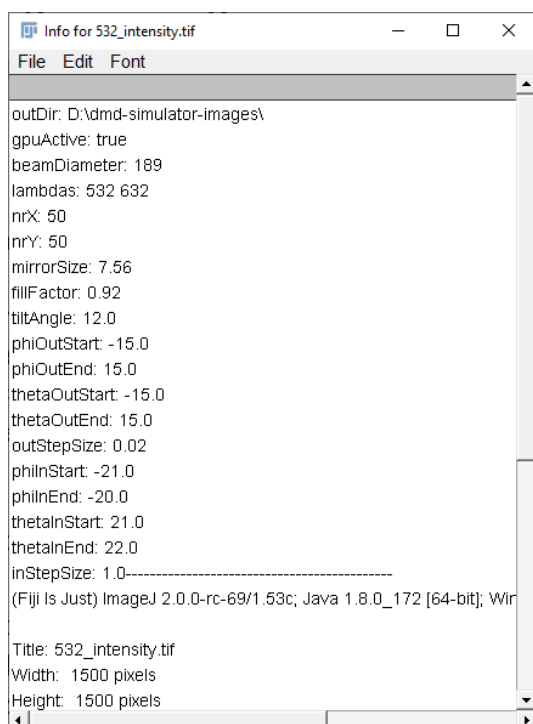 Info for 532_intensity.tif
File Edit Font
outDir: D:\dmd-simulator-images\
gpuActive: true
beamDiameter: 189
lambdas: 532 632
nrX: 50
nrY: 50
mirrorSize: 7.56
fillFactor: 0.92
tiltAngle: 12.0
phiOutStart: -15.0
phiOutEnd: 15.0
thetaOutStart: -15.0
thetaOutEnd: 15.0
outStepSize: 0.02
phiInStart: -21.0
phiInEnd: -20.0
thetaInStart: 21.0
thetaInEnd: 22.0
inStepSize: 1.0--------------------------------------------
(Fiji Is Just) ImageJ 2.0.0-rc-69/1.53c; Java 1.8.0_172 [64-bit]; Wir
Title: 532_intensity.tif
Width: 1500 pixels
Height: 1500 pixels